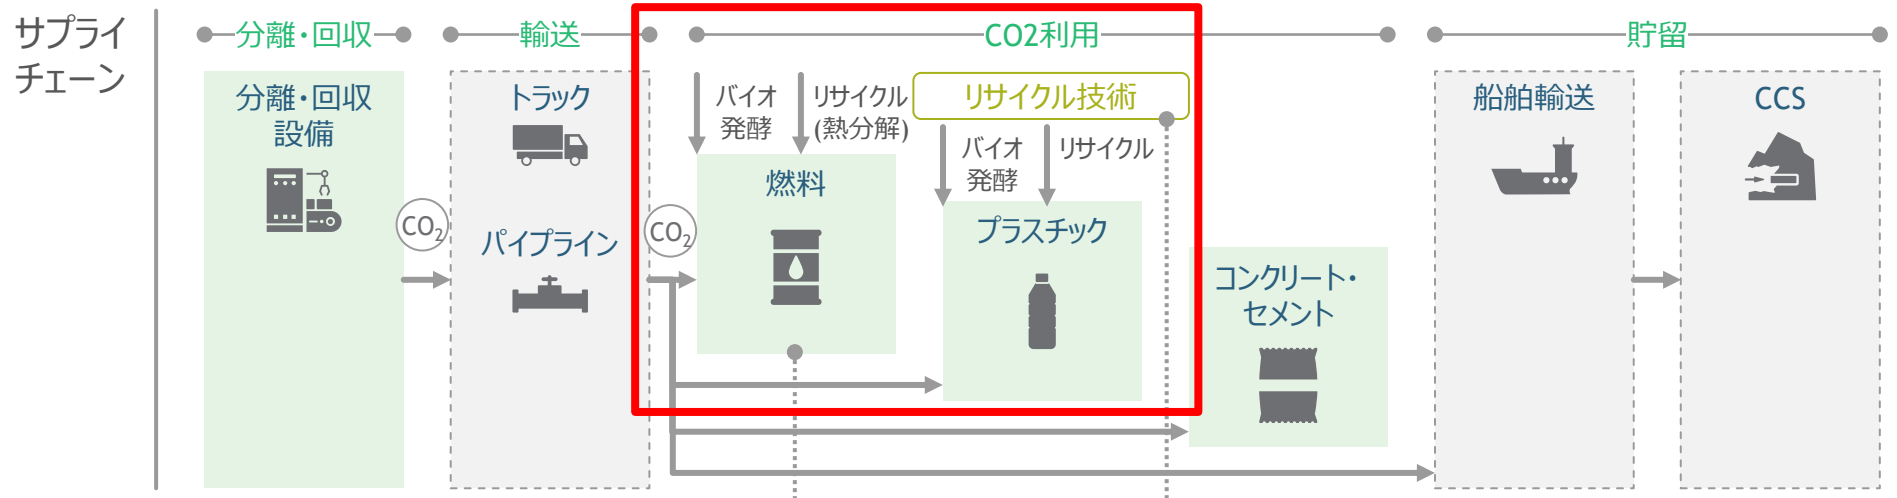 サプライ
チェーン
分離・回収
輸送
CO2利用
貯留
分離・回収
設備
CO2
トラック
パイプライン
CO2
バイオ
発酵
リサイクル
(熱分解)
燃料
リサイクル技術
バイオ
発酵
リサイクル
プラスチック
コンクリート・
セメント
船舶輸送
CCS